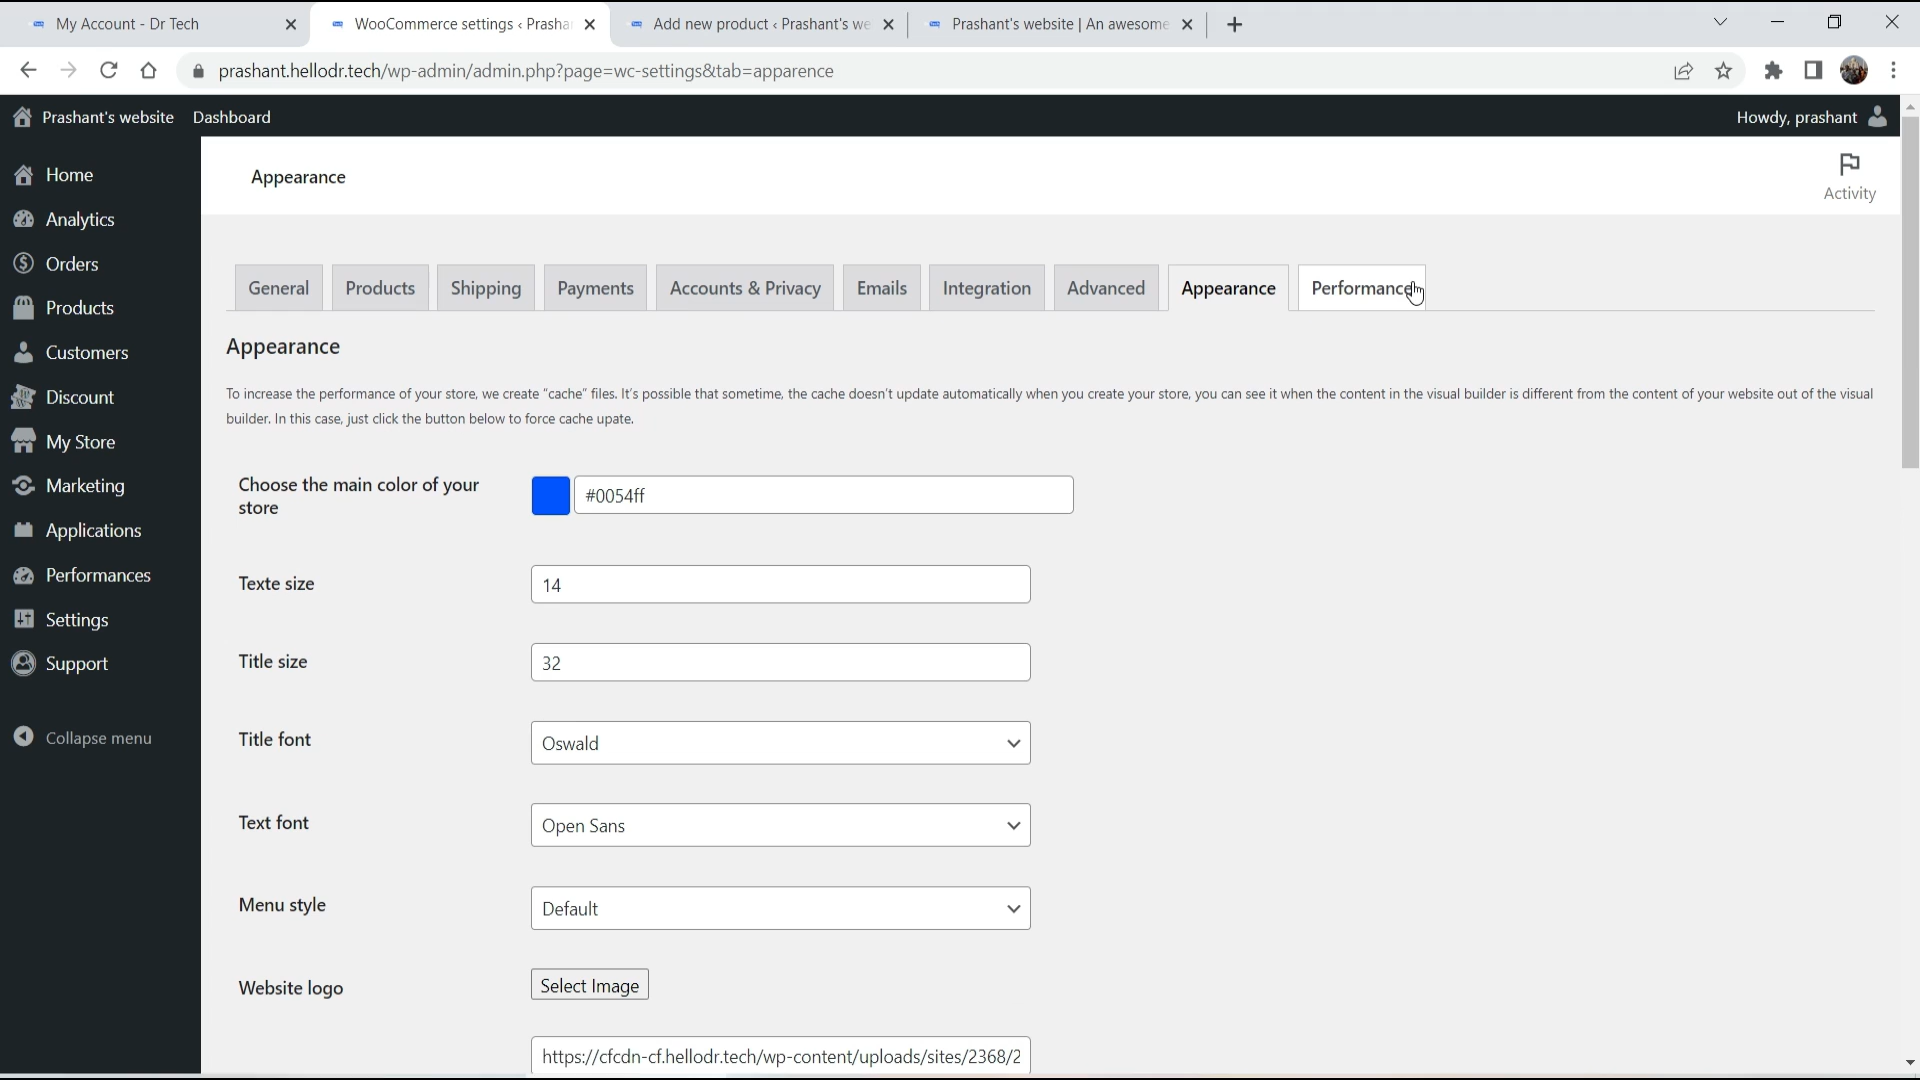 My Account - Dr Tech
WooCommerce settings ‹ Prasha
Add new product ‹ Prashant's we
Prashant's website | An awesome
prashant.hellodr.tech/wp-admin/admin.php?page=wc-settings&tab=apparence
Prashant's website
Dashboard
Howdy, prashant
Home
Analytics
Orders
Products
Customers
Discount
My Store
Marketing
Applications
Performances
Settings
Support
Collapse menu
Appearance
Activity
General
Products
Shipping
Payments
Accounts & Privacy
Emails
Integration
Advanced
Appearance
Performance
Appearance
To increase the performance of your store, we create “cache” files. It’s possible that sometime, the cache doesn’t update automatically when you create your store, you can see it when the content in the visual builder is different from the content of your website out of the visual
builder. In this case, just click the button below to force cache upate.
Choose the main color of your
store
#0054ff
Texte size
14
Title size
32
Title font
Oswald
Text font
Open Sans
Menu style
Default
Website logo
Select Image
https://cfcdn-cf.hellodr.tech/wp-content/uploads/sites/2368/2